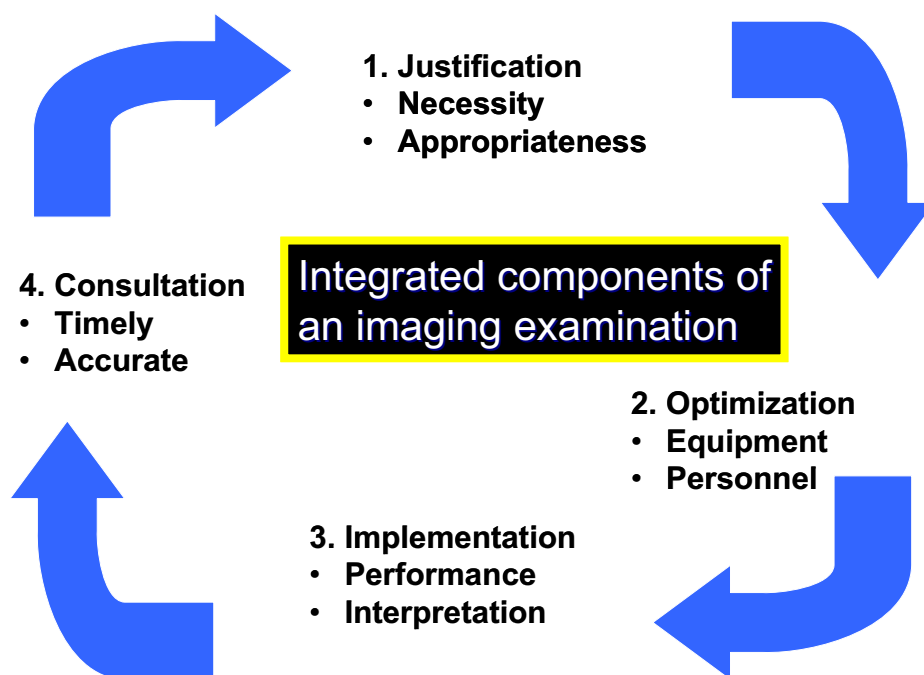 1. Justification
• Necessity
• Appropriateness
Integrated components of
an imaging examination
4. Consultation
• Timely
• Accurate
2. Optimization
• Equipment
• Personnel
3. Implementation
• Performance
• Interpretation